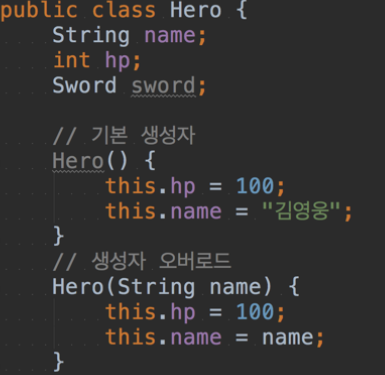 public class Hero {
String name;
int hp;
Sword sword;
// 기본 생성자
Hero() {
this.hp = 100;
this.name = "김영웅";
}
// 생성자 오버로드
Hero(String name) {
this.hp = 100;
this.name = name;
}